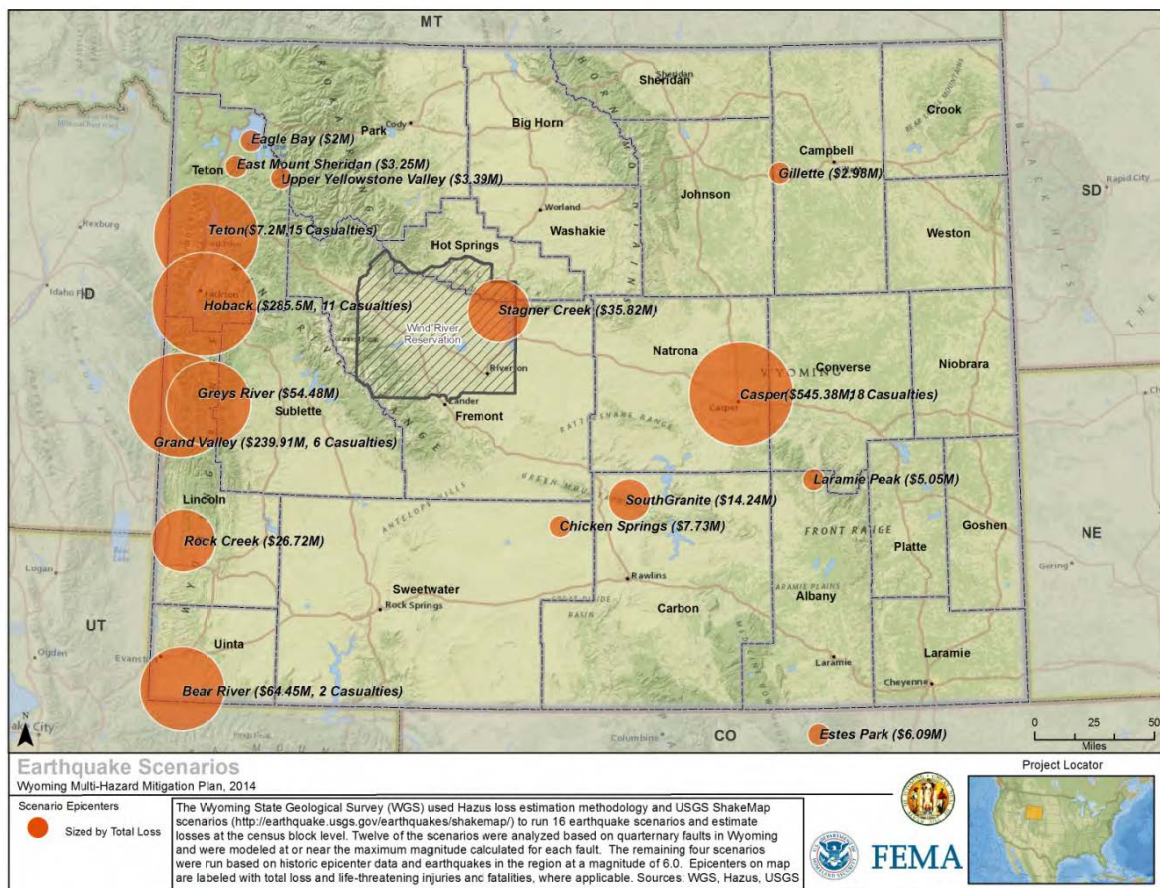 MT
Sheridan
Sheridan
Crook
Big Horn
Park
Cody
Eagle Bay ($2M)
Campbell
East Mount Sheridan ($3.25M)
Teton
Upper Yellowstone Valley ($3.39M)
Gillette ($2.98M)
Johnson
SD
Rapid City
Worland
Washakie
Rexburg
Teton($7.2M,15 Casualties)
Weston
Hot Springs
ID
Idaho Fall
Jackson
Hoback ($285.5M, 11 Casualties)
Stagner Creek ($35.82M)
Wind River
Reservation
Natrona
Niobrara
Converse
WYOMING
Riverton
Greys River ($54.48M)
Casper($545.38M,18 Casualties)
Casper
Sublette
Lander
Fremont
RATTLESNAKE RANGE
Grand Valley ($239.91M, 6 Casualties)
Laramie Peak ($5.05M)
GREEN MOUNTAINS
Lincoln
SouthGranite ($14.24M)
ANTELOPE HILLS
Chicken Springs ($7.73M)
FRONT RANGE
Goshen
NE
Rock Creek ($26.72M)
Platte
Logan
Gering
Rawlins
Sweetwater
Albany
Rock Springs
Carbon
BASIN
UT
Uinta
Ogden
Evanston
Laramie
Laramie
Bear River ($64.45M, 2 Casualties)
Cheyenne
N
CO
Estes Park ($6.09M)
0 25 50
Miles
Earthquake Scenarios
Wyoming Multi-Hazard Mitigation Plan, 2014
Project Locator
Scenario Epicenters
Sized by Total Loss
The Wyoming State Geological Survey (WGS) used Hazus loss estimation methodology and USGS ShakeMap
scenarios (http://earthquake.usgs.gov/earthquakes/shakemap/) to run 16 earthquake scenarios and estimate
losses at the census block level. Twelve of the scenarios were analyzed based on quarternary faults in Wyoming
and were modeled at or near the maximum magnitude calculated for each fault. The remaining four scenarios
were run based on historic epicenter data and earthquakes in the region at a magnitude of 6.0. Epicenters on map
are labeled with total loss and life-threatening injuries and fatalities, where applicable. Sources: WGS, Hazus, USGS
FEMA